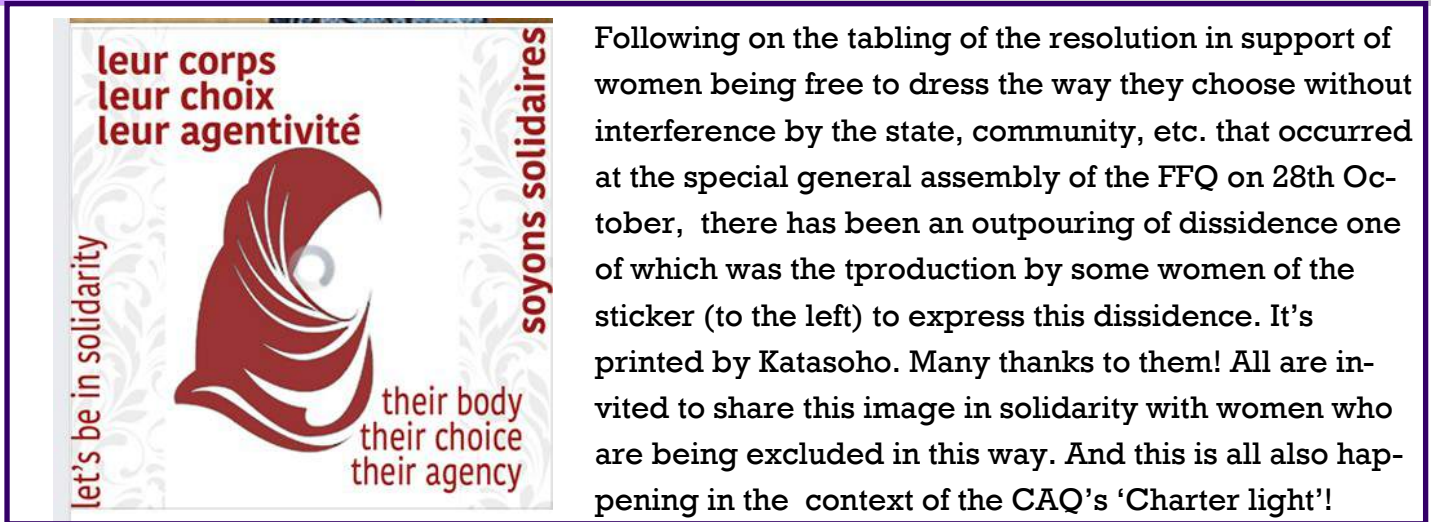 leur corps
leur choix
leur agentivité
soyons solidaires
let's be in solidarity
their body
their choice
their agency
Following on the tabling of the resolution in support of
women being free to dress the way they choose without
interference by the state, community, etc. that occurred
at the special general assembly of the FFQ on 28th Oc-
tober,  there has been an outpouring of dissidence one
of which was the tproduction by some women of the
sticker (to the left) to express this dissidence. It’s
printed by Katasoho. Many thanks to them! All are in-
vited to share this image in solidarity with women who
are being excluded in this way. And this is all also hap-
pening in the  context of the CAQ’s ‘Charter light’!